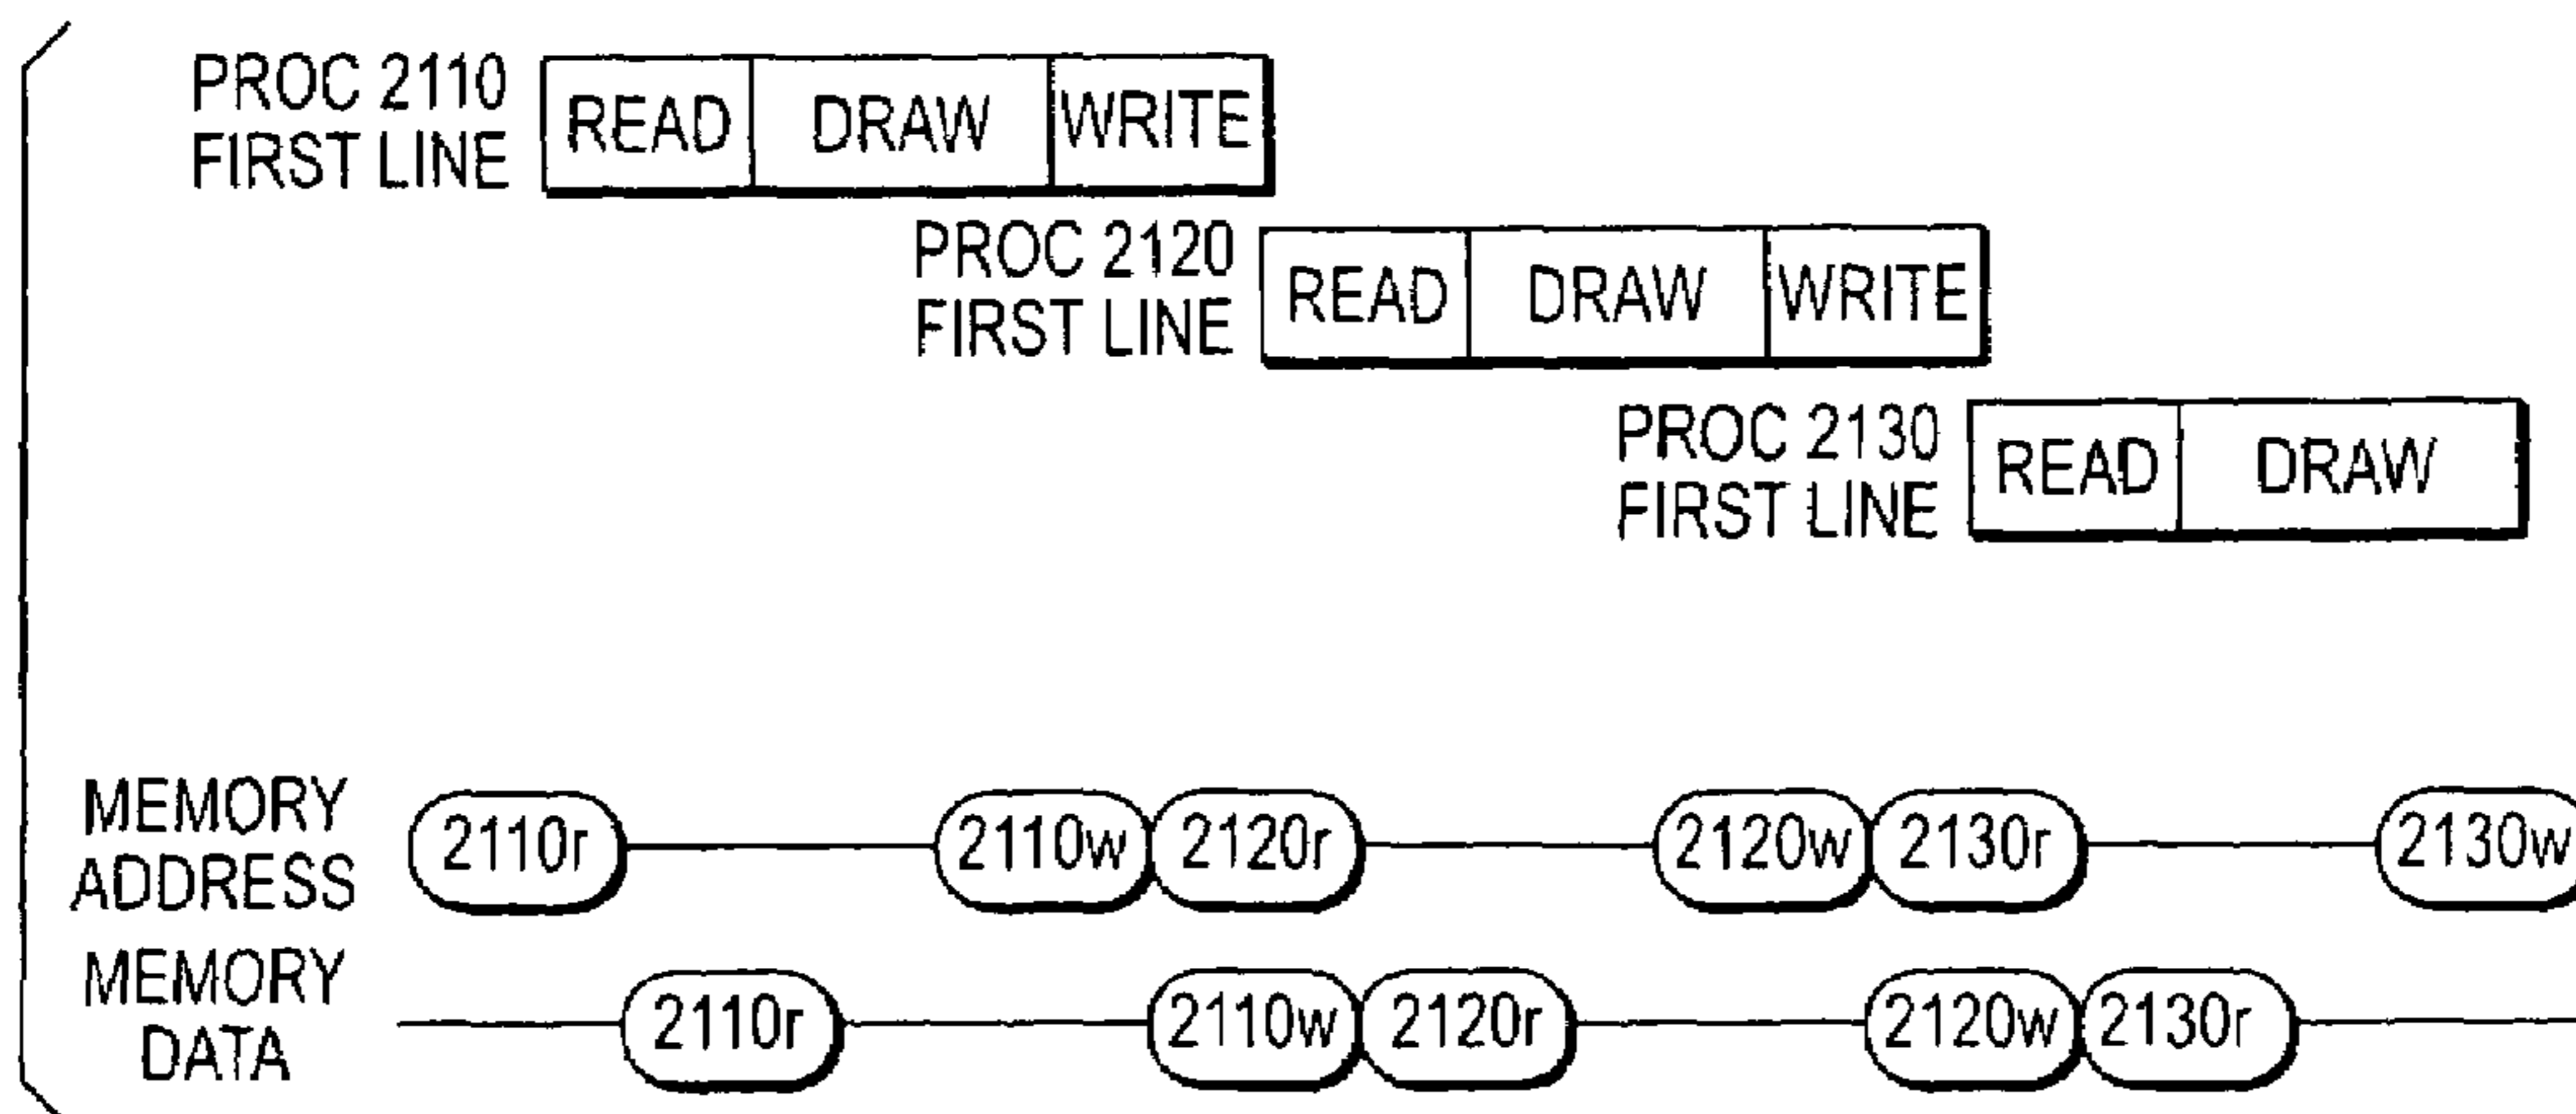 PROC 2110
FIRST LINE
READ DRAW WRITE
PROC 2120
FIRST LINE
READ DRAW WRITE
PROC 2130
FIRST LINE
READ DRAW
MEMORY
ADDRESS
2110r 2110w 2120r 2120w 2130r 2130w
MEMORY
DATA
2110r 2110w 2120r 2120w 2130r